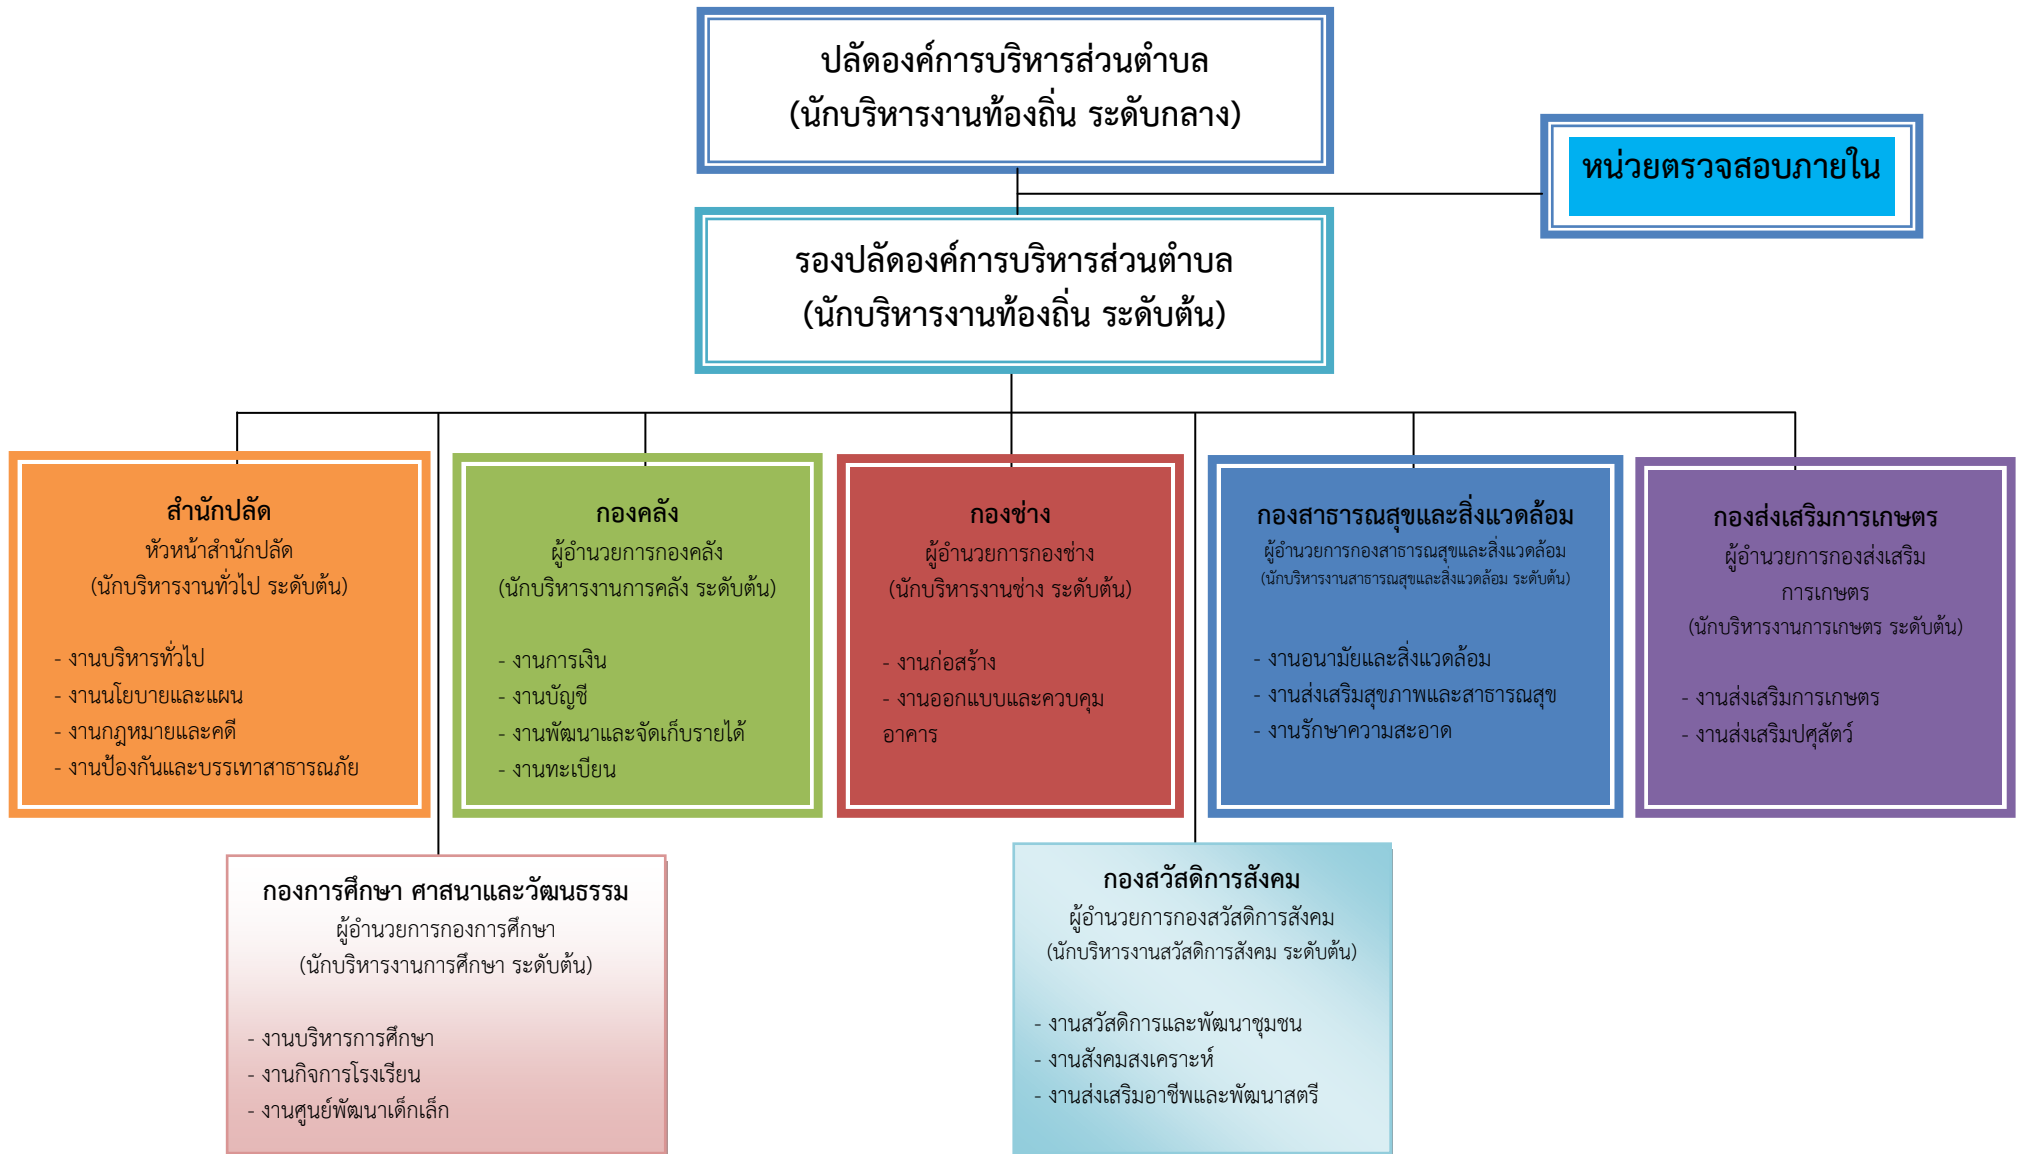 ปลัดองค์การบริหารส่วนตำบล
(นักบริหารงานท้องถิ่น ระดับกลาง)
หน่วยตรวจสอบภายใน
รองปลัดองค์การบริหารส่วนตำบล
(นักบริหารงานท้องถิ่น ระดับต้น)
สำนักปลัด
หัวหน้าสำนักปลัด
(นักบริหารงานทั่วไป ระดับต้น)
- งานบริหารทั่วไป
- งานนโยบายและแผน
- งานกฎหมายและคดี
- งานป้องกันและบรรเทาสาธารณภัย
กองคลัง
ผู้อำนวยการกองคลัง
(นักบริหารงานการคลัง ระดับต้น)
- งานการเงิน
- งานบัญชี
- งานพัฒนาและจัดเก็บรายได้
- งานทะเบียน
กองช่าง
ผู้อำนวยการกองช่าง
(นักบริหารงานช่าง ระดับต้น)
- งานก่อสร้าง
- งานออกแบบและควบคุม
อาคาร
กองสาธารณสุขและสิ่งแวดล้อม
ผู้อำนวยการกองสาธารณสุขและสิ่งแวดล้อม
(นักบริหารงานสาธารณสุขและสิ่งแวดล้อม ระดับต้น)
- งานอนามัยและสิ่งแวดล้อม
- งานส่งเสริมสุขภาพและสาธารณสุข
- งานรักษาความสะอาด
กองส่งเสริมการเกษตร
ผู้อำนวยการกองส่งเสริม
การเกษตร
(นักบริหารงานการเกษตร ระดับต้น)
- งานส่งเสริมการเกษตร
- งานส่งเสริมปศุสัตว์
กองการศึกษา ศาสนาและวัฒนธรรม
ผู้อำนวยการกองการศึกษา
(นักบริหารงานการศึกษา ระดับต้น)
- งานบริหารการศึกษา
- งานกิจการโรงเรียน
- งานศูนย์พัฒนาเด็กเล็ก
กองสวัสดิการสังคม
ผู้อำนวยการกองสวัสดิการสังคม
(นักบริหารงานสวัสดิการสังคม ระดับต้น)
- งานสวัสดิการและพัฒนาชุมชน
- งานสังคมสงเคราะห์
- งานส่งเสริมอาชีพและพัฒนาสตรี